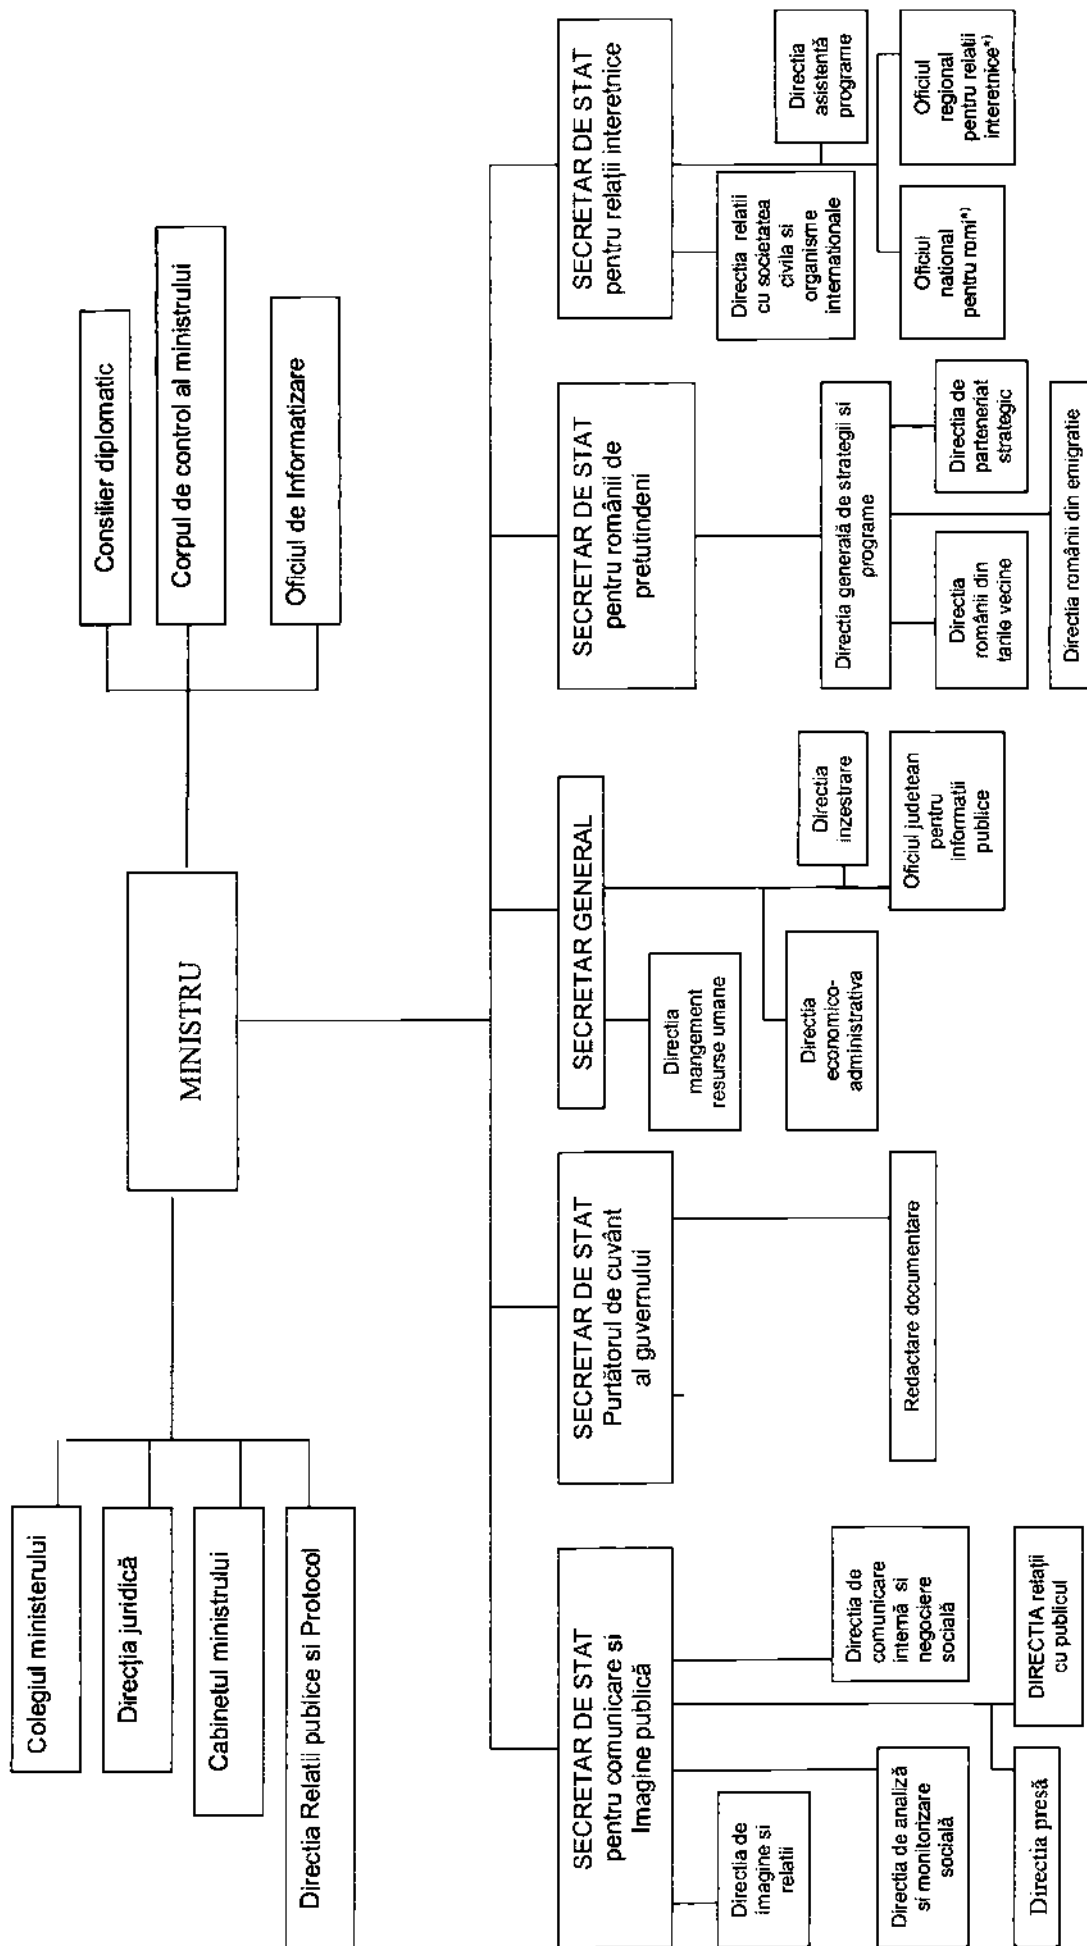 MINISTRU
Colegiul ministerului
Direcția juridică
Cabinetul ministrului
Directia Relatii publice si Protocol
Consilier diplomatic
Corpul de control al ministrului
Oficiul de Informatizare
SECRETAR DE STAT
pentru comunicare si
Imagine publică
Directia de
imagine si
relatii
Directia de analiză
si monitorizare
socială
Directia de
comunicare
internă si
negociere
socială
Directia presă
DIRECTIA relații
cu publicul
SECRETAR DE STAT
Purtătorul de cuvânt
al guvernului
Redactare documentare
SECRETAR GENERAL
Directia
mangement
resurse umane
Directia
economico-
administrativa
Directia
inzestrare
Oficiul judetean
pentru
informatii
publice
SECRETAR DE STAT
pentru românii de
pretutindeni
Directia generală de strategii si
programe
Directia
românii din
tarile vecine
Directia de
parteneriat
strategic
Directia românii din emigratie
SECRETAR DE STAT
pentru relații interetnice
Directia relatii
cu societatea
civila si
organisme
internationale
Directia
asistentă
programe
Oficiul
national
pentru romi*)
Oficiul
regional
pentru relatii
interetnice*)